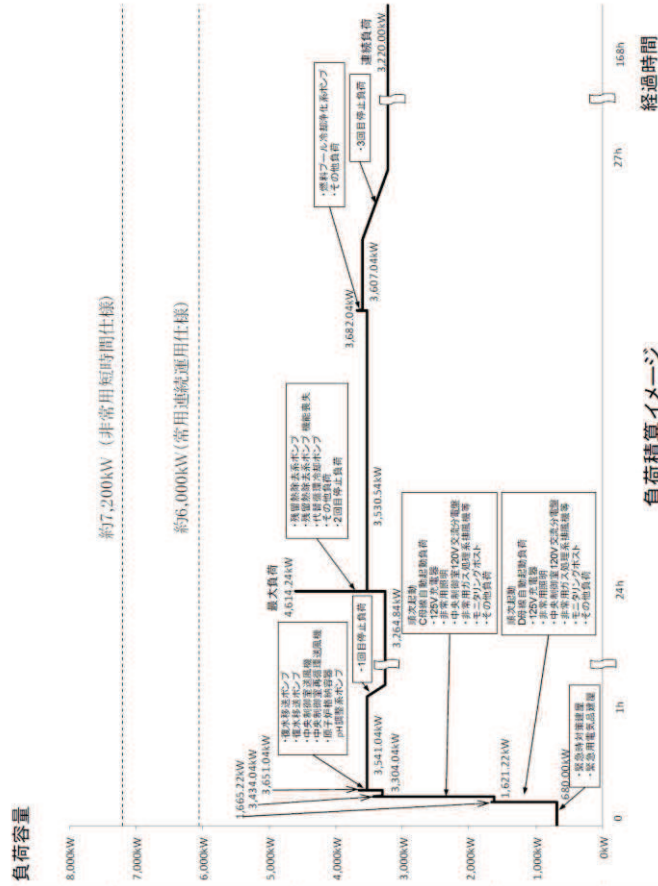 負荷容量
8,000kW
7,000kW
6,000kW
5,000kW
4,000kW
3,000kW
2,000kW
1,000kW
0kW
約7,200kW（非常用短時間仕様）
約6,000kW（常用連続運用仕様）
1,665.22kW
3,434.04kW
3,651.04kW
・復水移送ポンプ
・復水移送ポンプ
・中央制御室送風機
・中央制御室再循環送風機
・原子炉格納容器
pH調整系ポンプ
・1回目停止負荷
3,541.04kW
3,304.04kW
3,264.84kW
最大負荷
4,614.24kW
・残留熱除去系ポンプ
・残留熱除去系ポンプ 機能喪失
・代替循環冷却ポンプ
・その他負荷
・2回目停止負荷
3,530.54kW
3,682.04kW
3,607.04kW
・燃料プール冷却浄化系ポンプ
・その他負荷
・3回目停止負荷
連続負荷
3,220.00kW
順次起動
C母線自動起動負荷
・125V充電器
・非常用照明
・中央制御室120V交流分電盤
・非常用ガス処理系排風機等
・モニタリングポスト
・その他負荷
順次起動
D母線自動起動負荷
・125V充電器
・非常用照明
・中央制御室120V交流分電盤
・非常用ガス処理系排風機等
・モニタリングポスト
・その他負荷
1,621.22kW
680.00kW
・緊急時対策建屋
・緊急用電気品建屋
0
1h
24h
27h
168h
経過時間
負荷積算イメージ